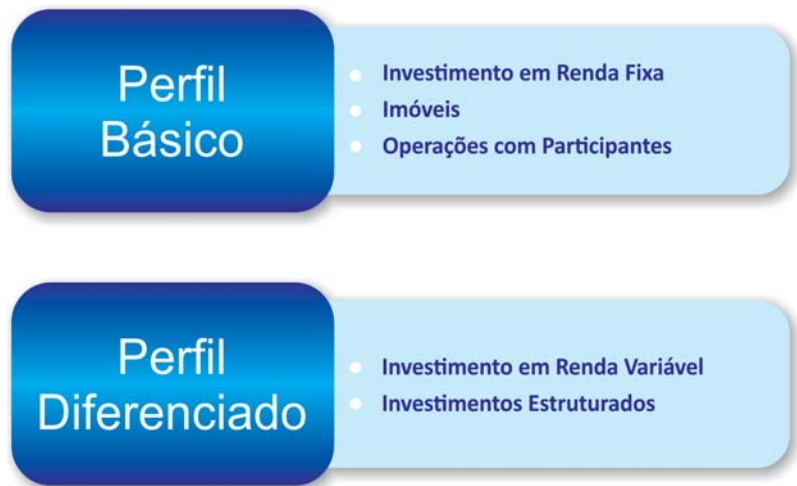 Perfil
Básico
Investimento em Renda Fixa
Imóveis
Operações com Participantes
Perfil
Diferenciado
Investimento em Renda Variável
Investimentos Estruturados